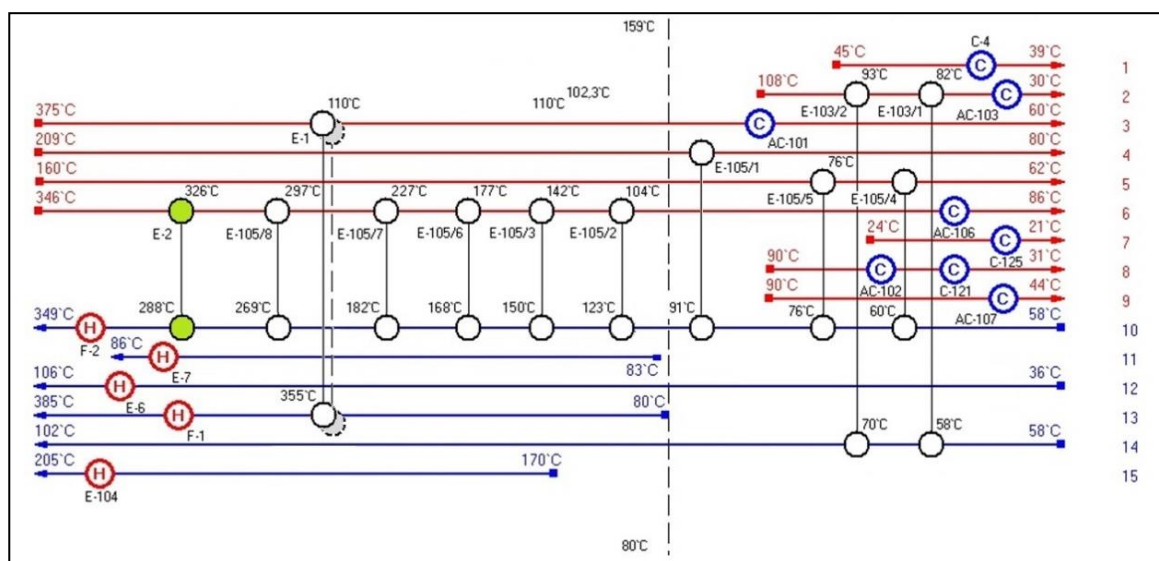 159°C
C-4
45°C 39°C 1
C
108°C 93°C 82°C 30°C 2
C
E-103/2 E-103/1 AC-103
375°C 110°C 110°C 102,3°C 60°C 3
E-1 C
AC-101
209°C 80°C 4
E-105/1
160°C 76°C 62°C 5
E-105/5 E-105/4
346°C 326°C 297°C 227°C 177°C 142°C 104°C 86°C 6
C
E-2 E-105/8 E-105/7 E-105/6 E-105/3 E-105/2 AC-106
24°C 21°C 7
C
C-125
90°C 31°C 8
C C
AC-102 C-121
90°C 44°C 9
C
AC-107
349°C 288°C 269°C 182°C 168°C 150°C 123°C 91°C 76°C 60°C 58°C 10
H
F-2
86°C 83°C 11
H
E-7
106°C 36°C 12
H
E-6
385°C 355°C 80°C 13
H
F-1
102°C 70°C 58°C 58°C 14
205°C 170°C 15
H
E-104
80°C